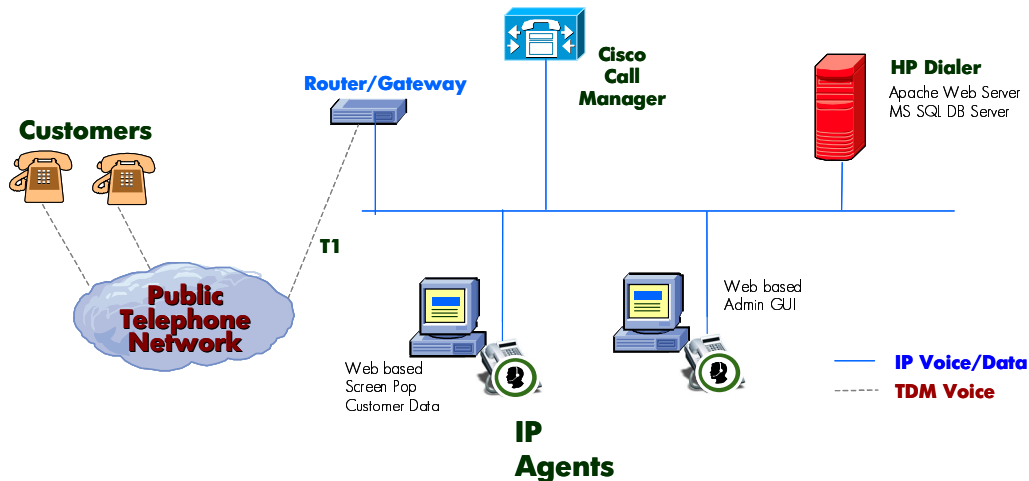 Cisco
Call
Manager
HP Dialer
Apache Web Server
MS SQL DB Server
Router/Gateway
Customers
T1
Public
Telephone
Network
Web based
Admin GUI
Web based
Screen Pop
Customer Data
IP Voice/Data
TDM Voice
IP
Agents